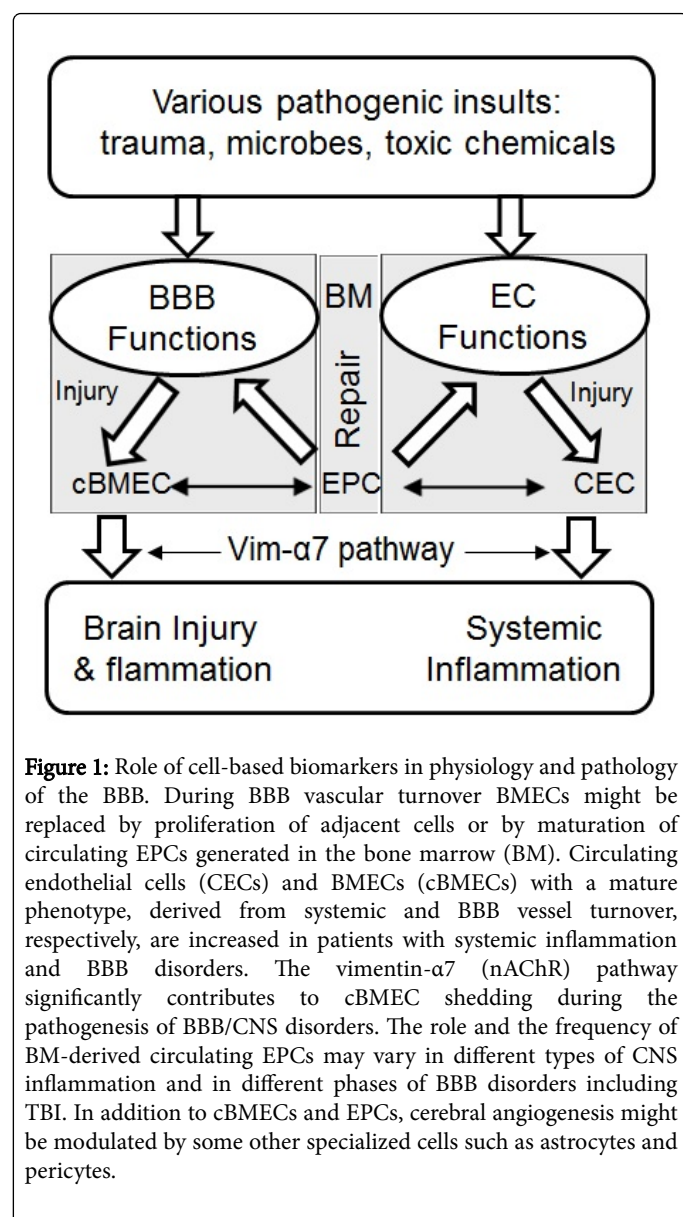 Various pathogenic insults:
trauma, microbes, toxic chemicals
BBB
Functions
BM
EC
Functions
Injury
Repair
Injury
cBMEC
EPC
CEC
Vim-α7 pathway
Brain Injury
& flammation
Systemic
Inflammation
Figure 1: Role of cell-based biomarkers in physiology and pathology
of the BBB. During BBB vascular turnover BMECs might be
replaced by proliferation of adjacent cells or by maturation of
circulating EPCs generated in the bone marrow (BM). Circulating
endothelial cells (CECs) and BMECs (cBMECs) with a mature
phenotype, derived from systemic and BBB vessel turnover,
respectively, are increased in patients with systemic inflammation
and BBB disorders. The vimentin-α7 (nAChR) pathway
significantly contributes to cBMEC shedding during the
pathogenesis of BBB/CNS disorders. The role and the frequency of
BM-derived circulating EPCs may vary in different types of CNS
inflammation and in different phases of BBB disorders including
TBI. In addition to cBMECs and EPCs, cerebral angiogenesis might
be modulated by some other specialized cells such as astrocytes and
pericytes.